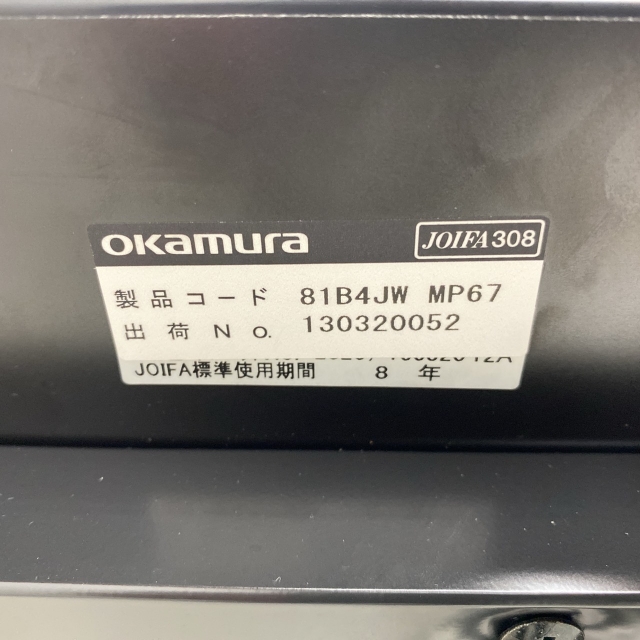 okamura
JOIFA308
製品コード 81B4JW MP67
出荷No. 130320052
JOIFA標準使用期間 8 年